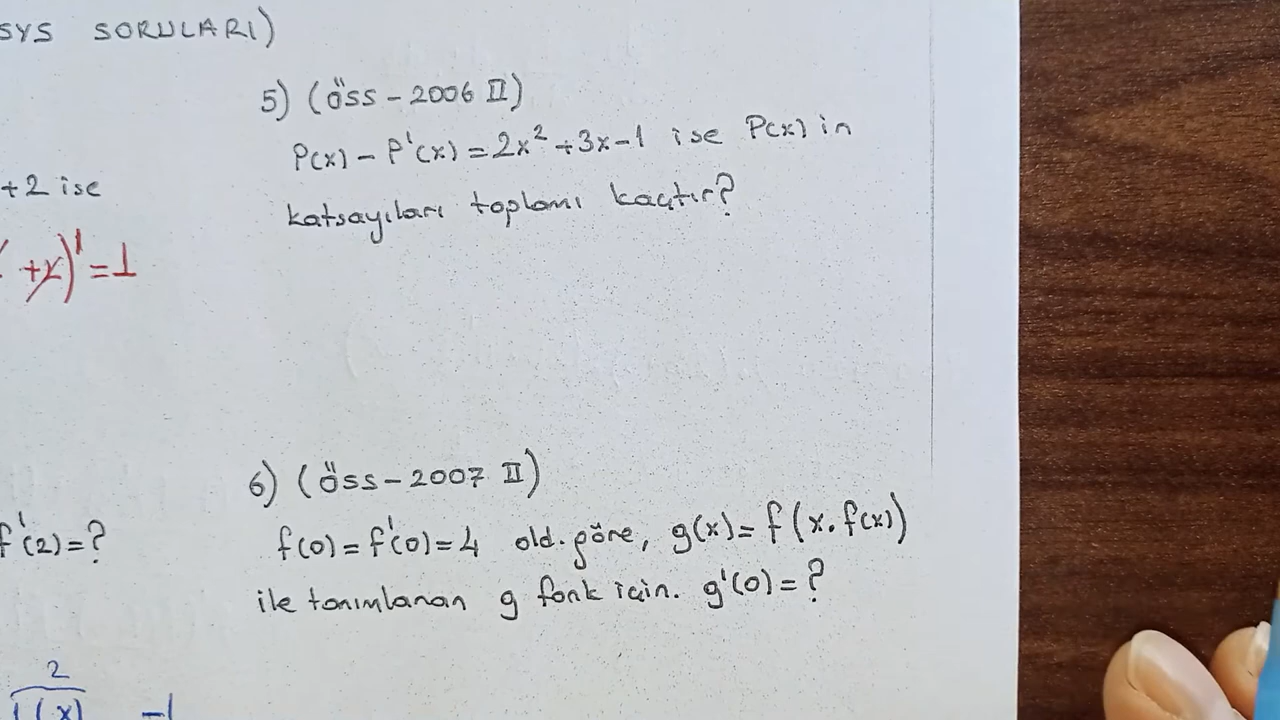 SYS SORULARI)
5) (öss - 2006 II)
P(x) - P'(x) = 2x² + 3x - 1 ise P(x) in
katsayıları toplamı kaçtır?
+2 ise
+x)' = 1
6) (öss - 2007 II)
f(0) = f'(0) = 4 old. göre, g(x) = f(x. f(x))
ile tanımlanan g fonk için. g'(0) = ?
f'(2) = ?
2
(x) -1